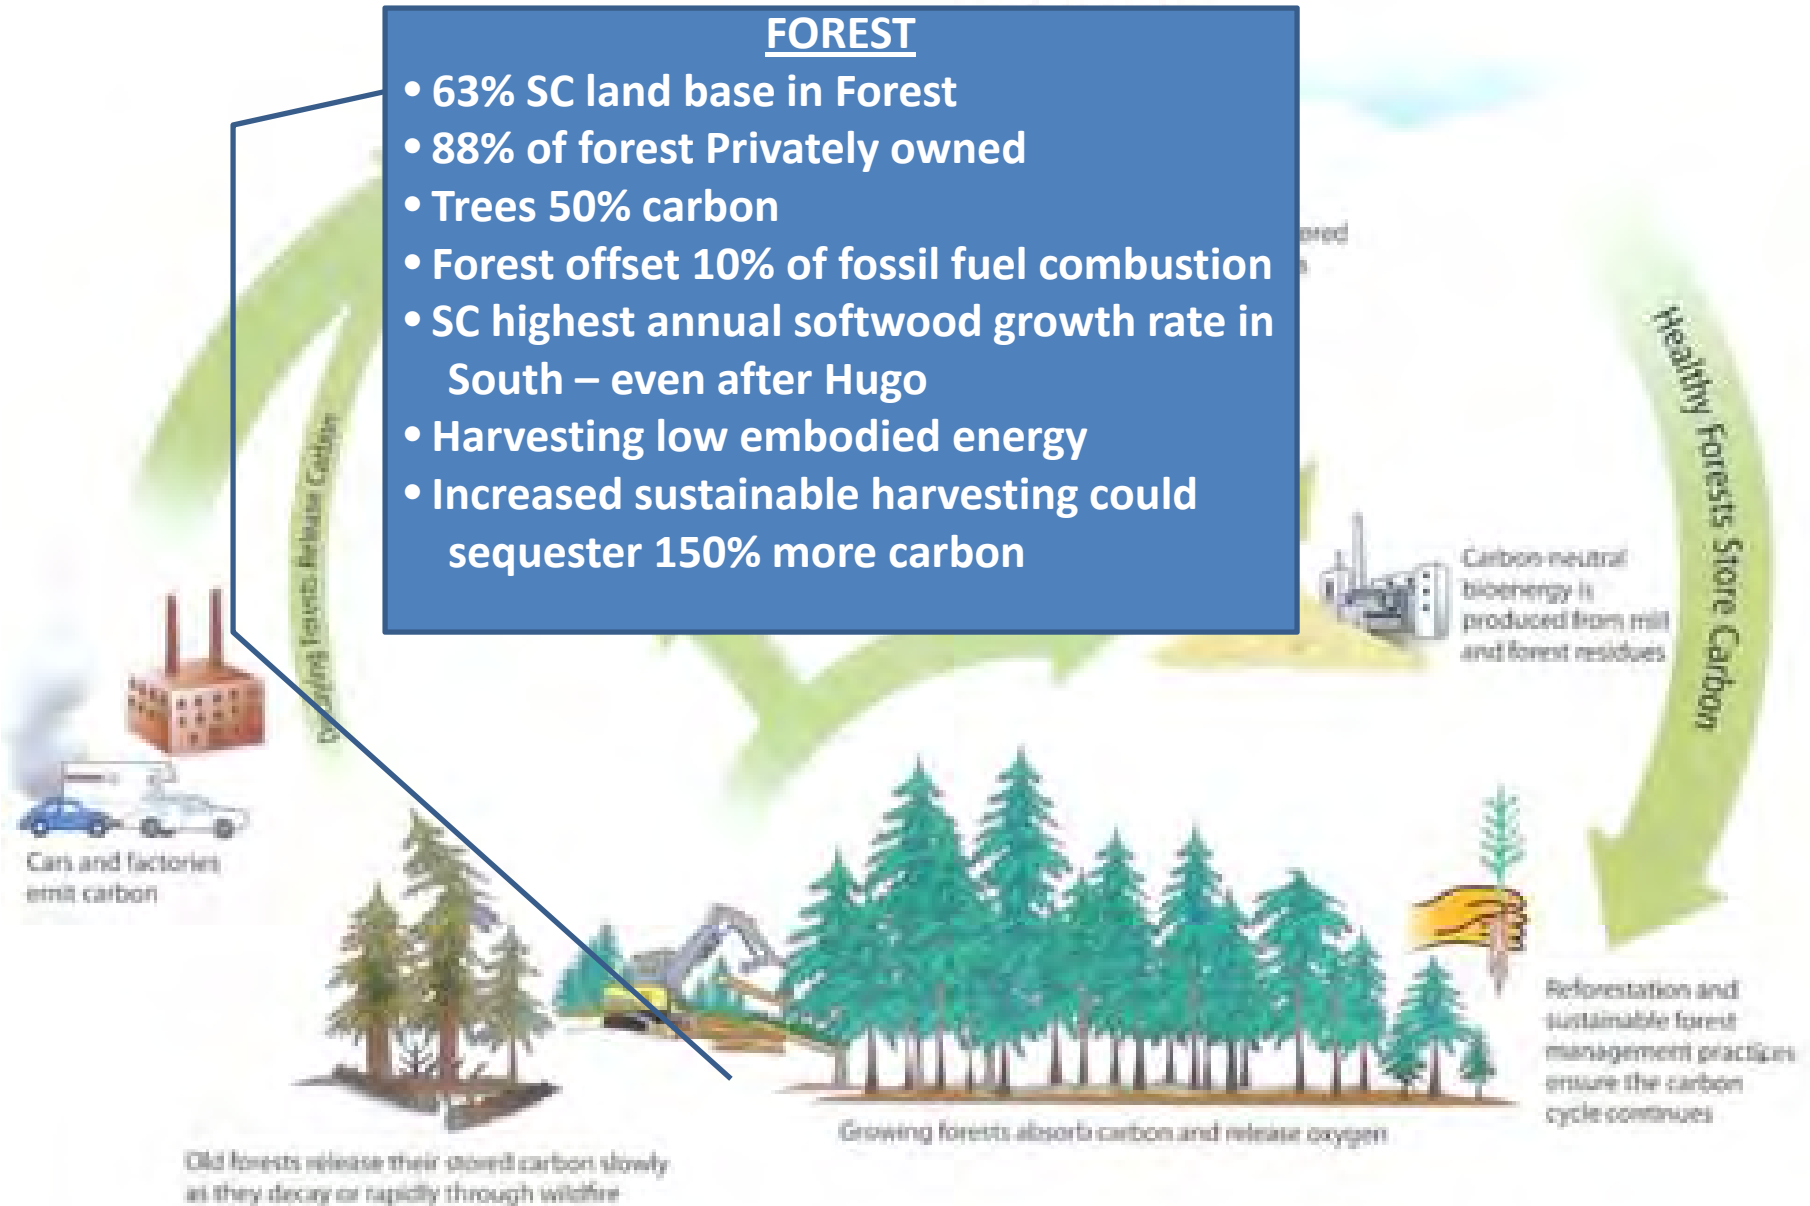 FOREST
• 63% SC land base in Forest
• 88% of forest Privately owned
• Trees 50% carbon
• Forest offset 10% of fossil fuel combustion
• SC highest annual softwood growth rate in
South – even after Hugo
• Harvesting low embodied energy
• Increased sustainable harvesting could
sequester 150% more carbon
ored
Healthy Forests Store Carbon
Forests Release Carbon
Carbon-neutral
bioenergy is
produced from mill
and forest residues
Cars and factories
emit carbon
Reforestation and
sustainable forest
management practices
ensure the carbon
cycle continues
Growing forests absorb carbon and release oxygen
Old forests release their stored carbon slowly
as they decay or rapidly through wildfire